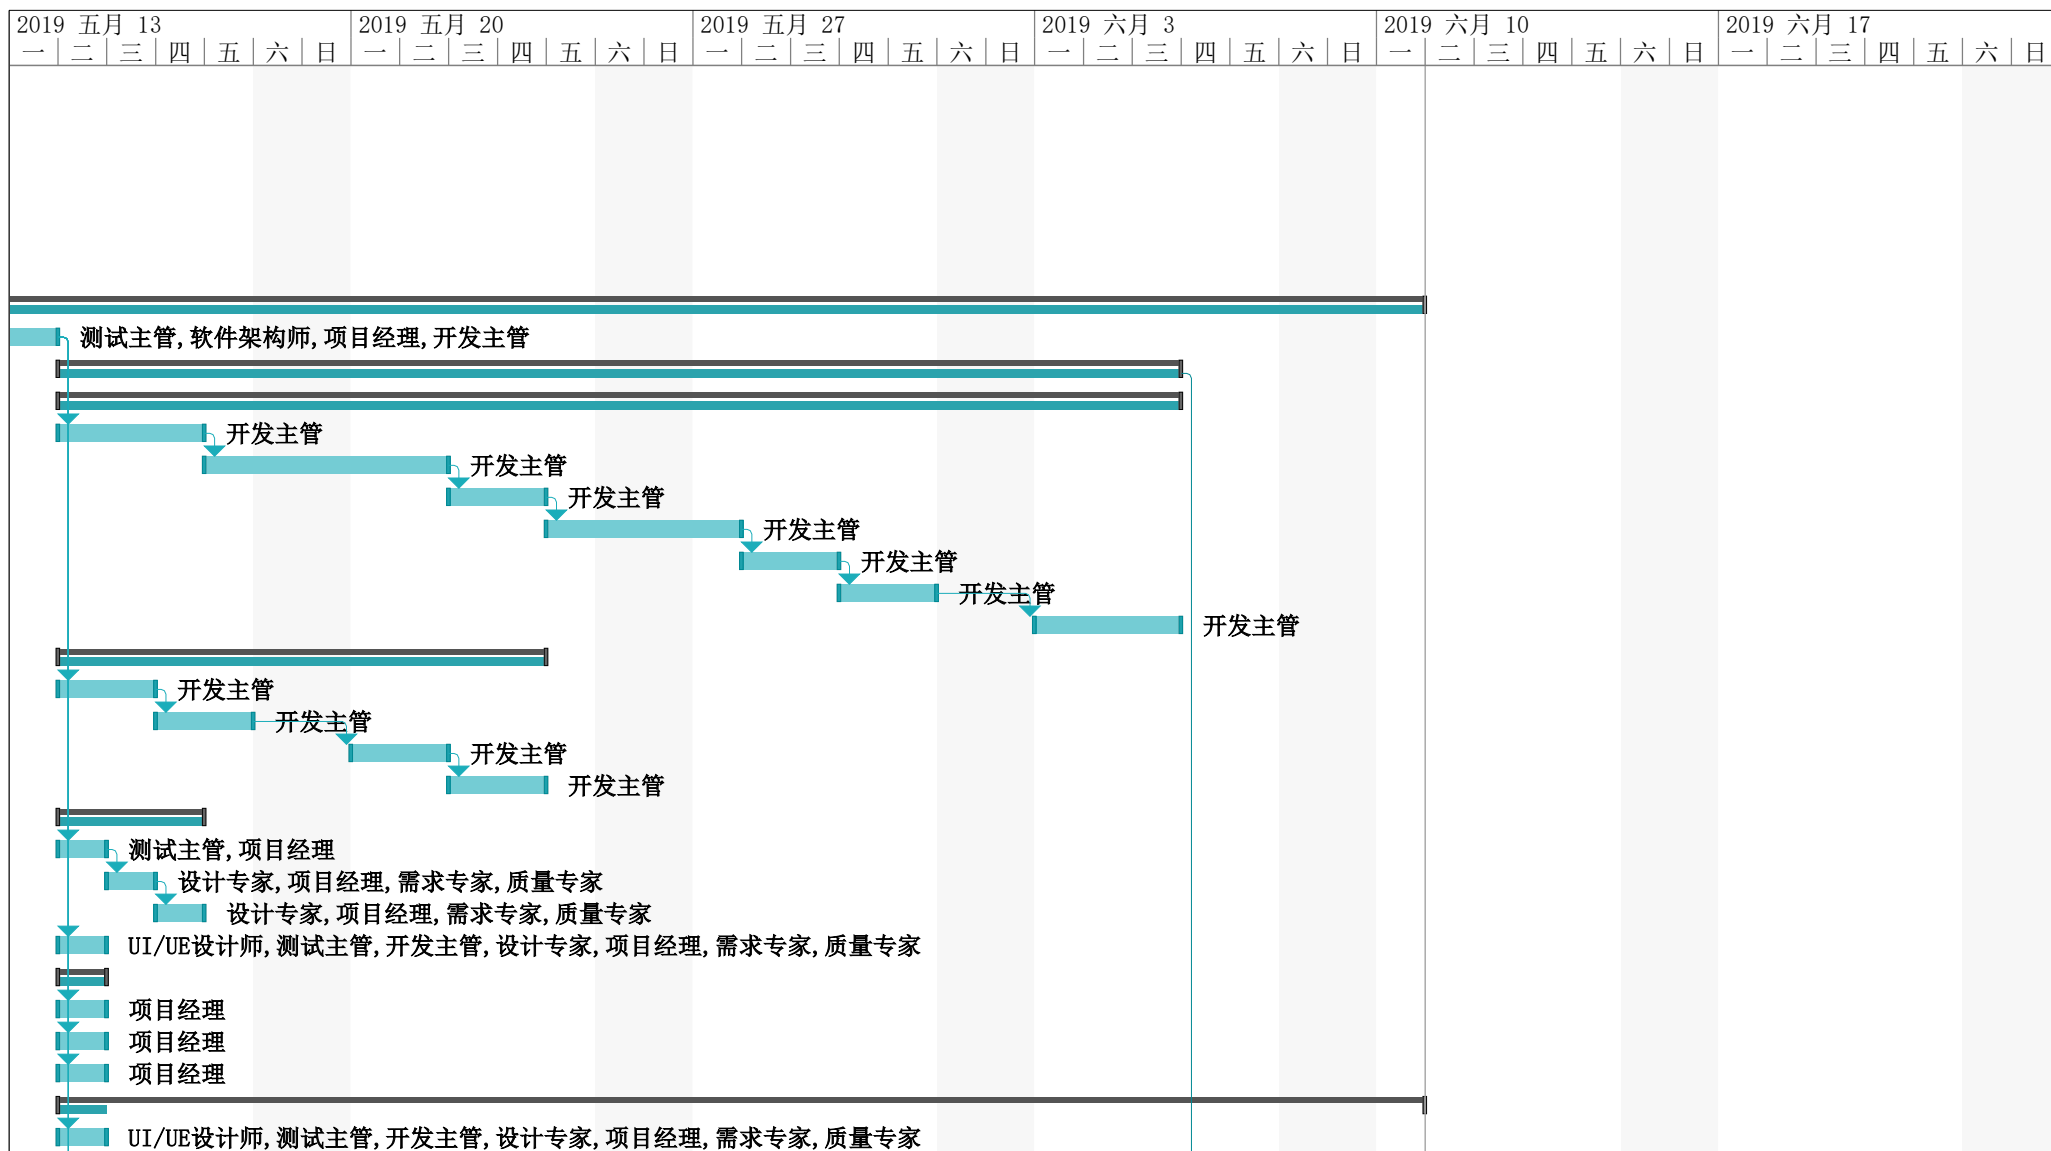 2019 五月 13 2019 五月 20 2019 五月 27 2019 六月 3 2019 六月 10 2019 六月 17
一 二 三 四 五 六 日 一 二 三 四 五 六 日 一 二 三 四 五 六 日 一 二 三 四 五 六 日 一 二 三 四 五 六 日 一 二 三 四 五 六 日
测试主管,软件架构师,项目经理,开发主管
开发主管
开发主管
开发主管
开发主管
开发主管
开发主管
开发主管
开发主管
开发主管
开发主管
开发主管
测试主管,项目经理
设计专家,项目经理,需求专家,质量专家
设计专家,项目经理,需求专家,质量专家
UI/UE设计师,测试主管,开发主管,设计专家,项目经理,需求专家,质量专家
项目经理
项目经理
项目经理
UI/UE设计师,测试主管,开发主管,设计专家,项目经理,需求专家,质量专家